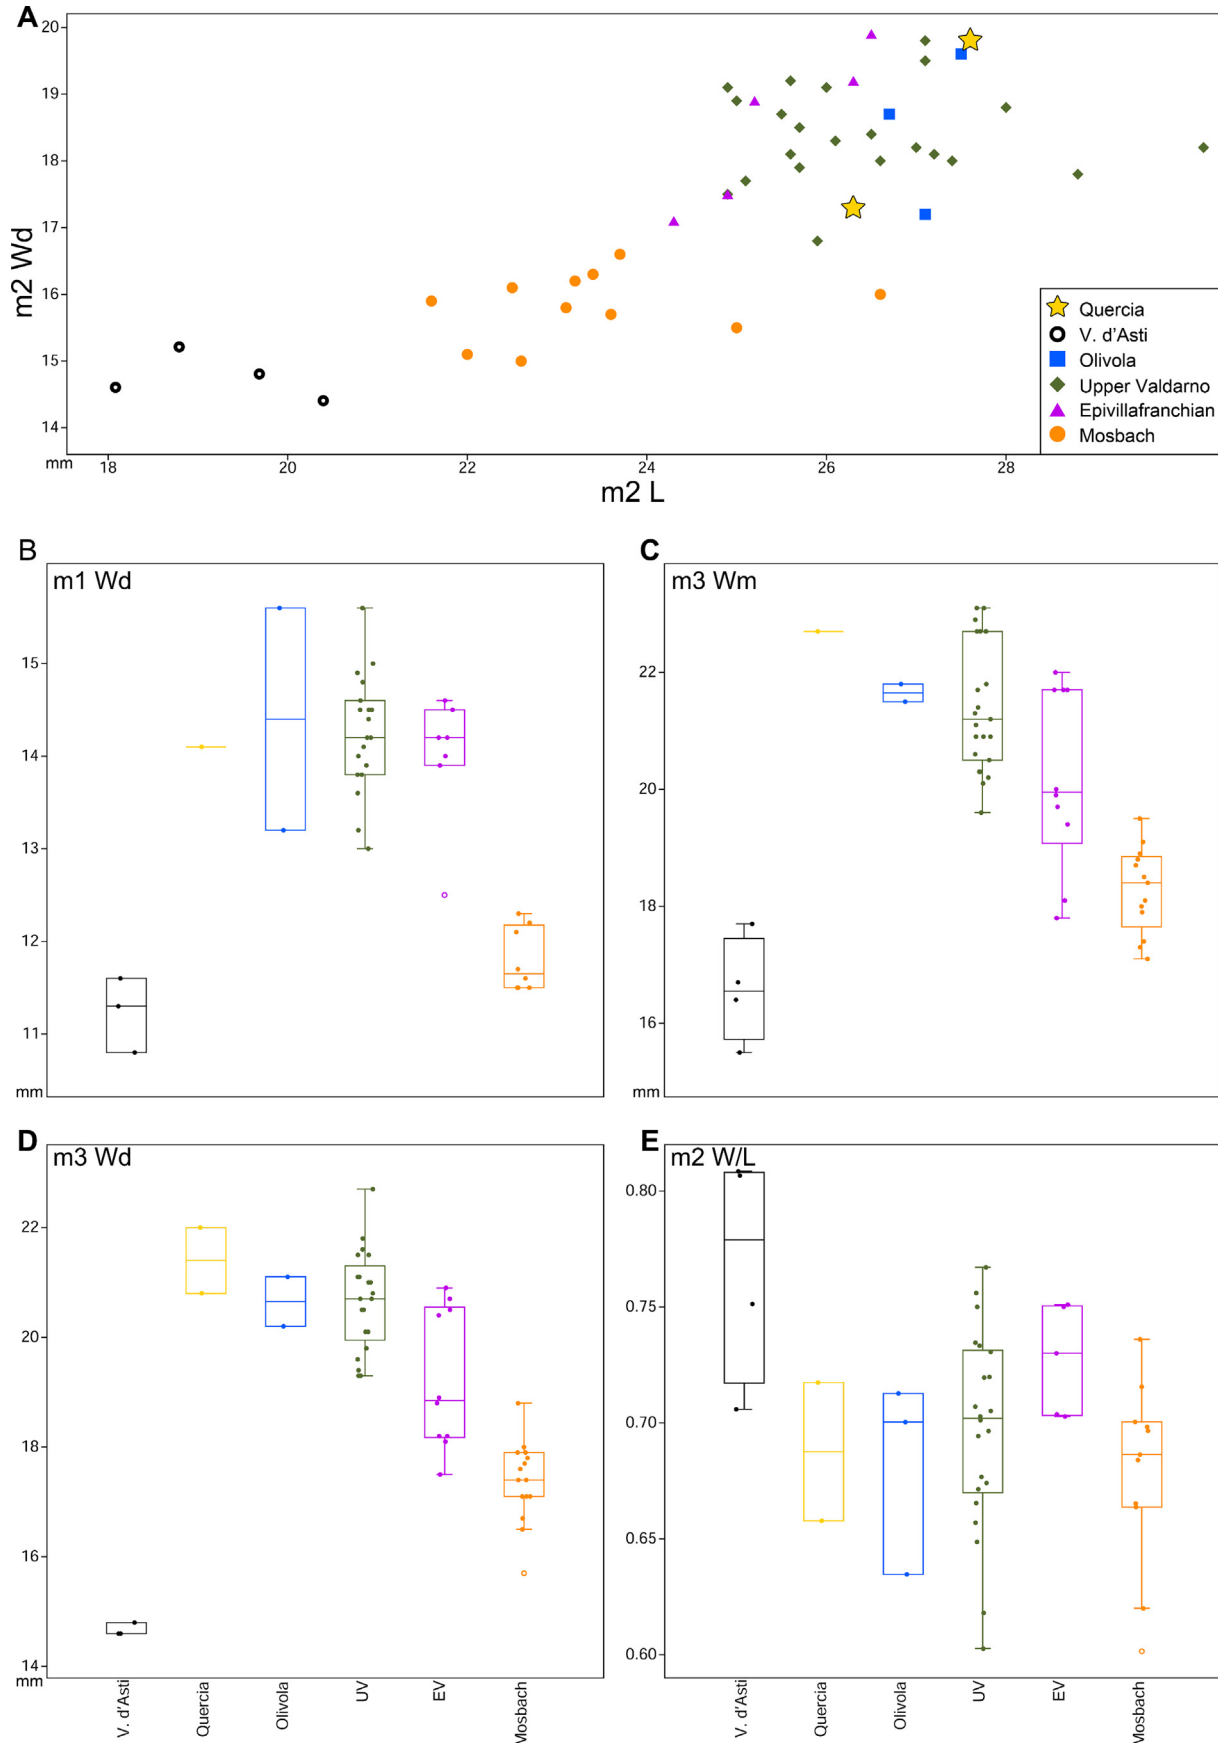 A
20
19
18
17
16
15
14
m2 Wd
mm
18
20
22
24
26
28
m2 L
Quercia
V. d'Asti
Olivola
Upper Valdarno
Epivillafranchian
Mosbach
B
m1 Wd
15
14
13
12
11
mm
C
m3 Wm
22
20
18
16
mm
D
m3 Wd
22
20
18
16
14
mm
V. d'Asti
Quercia
Olivola
UV
EV
Mosbach
E
m2 W/L
0.80
0.75
0.70
0.65
0.60
V. d'Asti
Quercia
Olivola
UV
EV
Mosbach